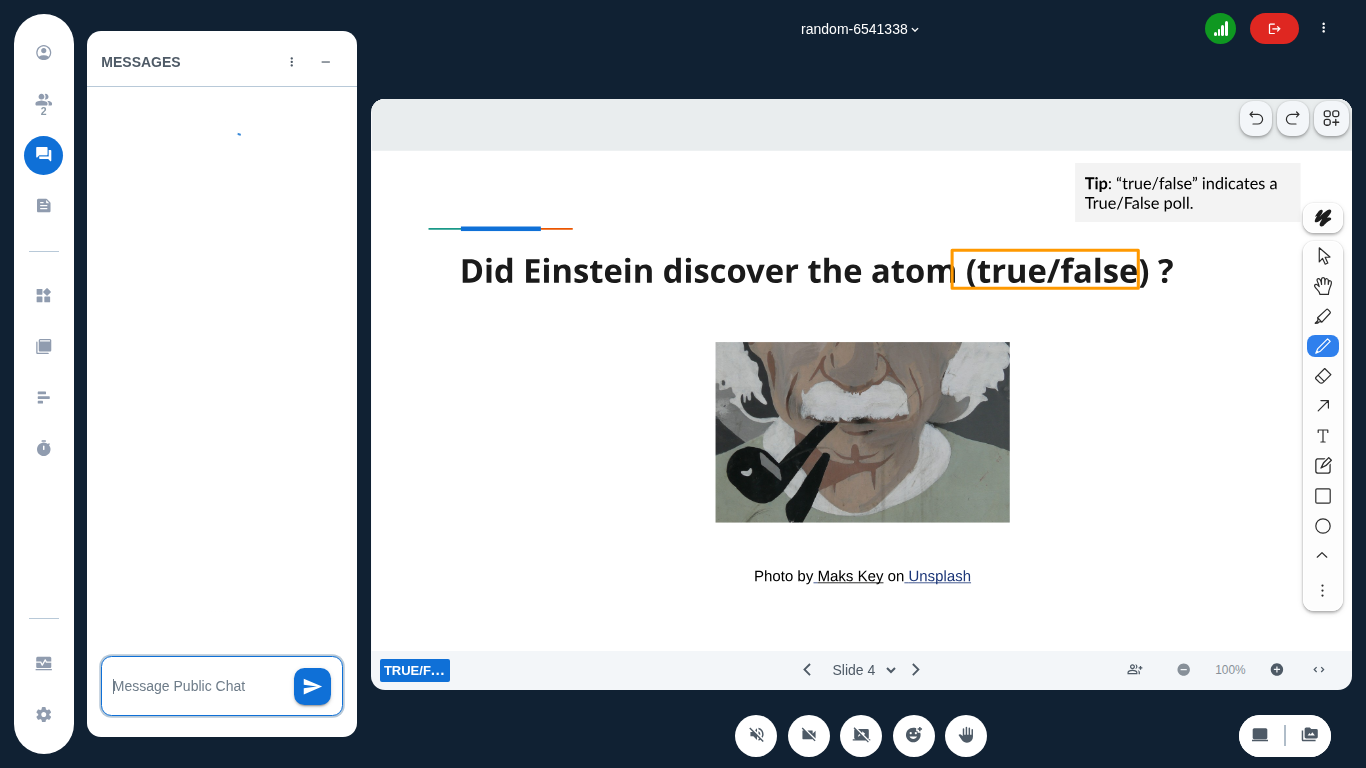 random-6541338
MESSAGES
2
Tip: “true/false” indicates a
True/False poll.
Did Einstein discover the atom (true/false) ?
Photo by Maks Key on Unsplash
Message Public Chat
TRUE/F...
Slide 4
100%